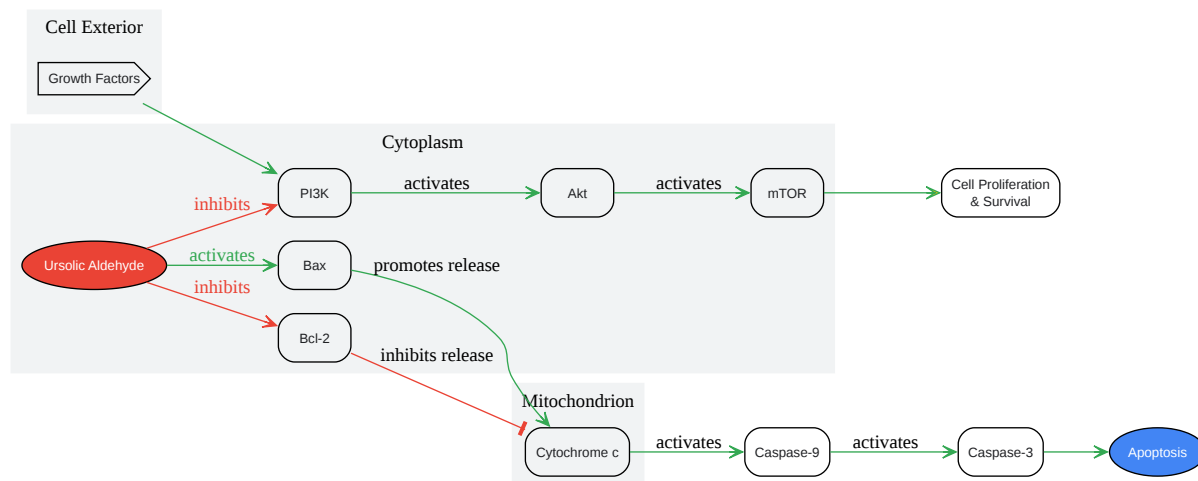 Cell Exterior
Growth Factors
Cytoplasm
PI3K
activates
Akt
activates
mTOR
Cell Proliferation
& Survival
inhibits
Ursolic Aldehyde
activates
Bax
promotes release
inhibits
Bcl-2
inhibits release
Mitochondrion
Cytochrome c
activates
Caspase-9
activates
Caspase-3
Apoptosis